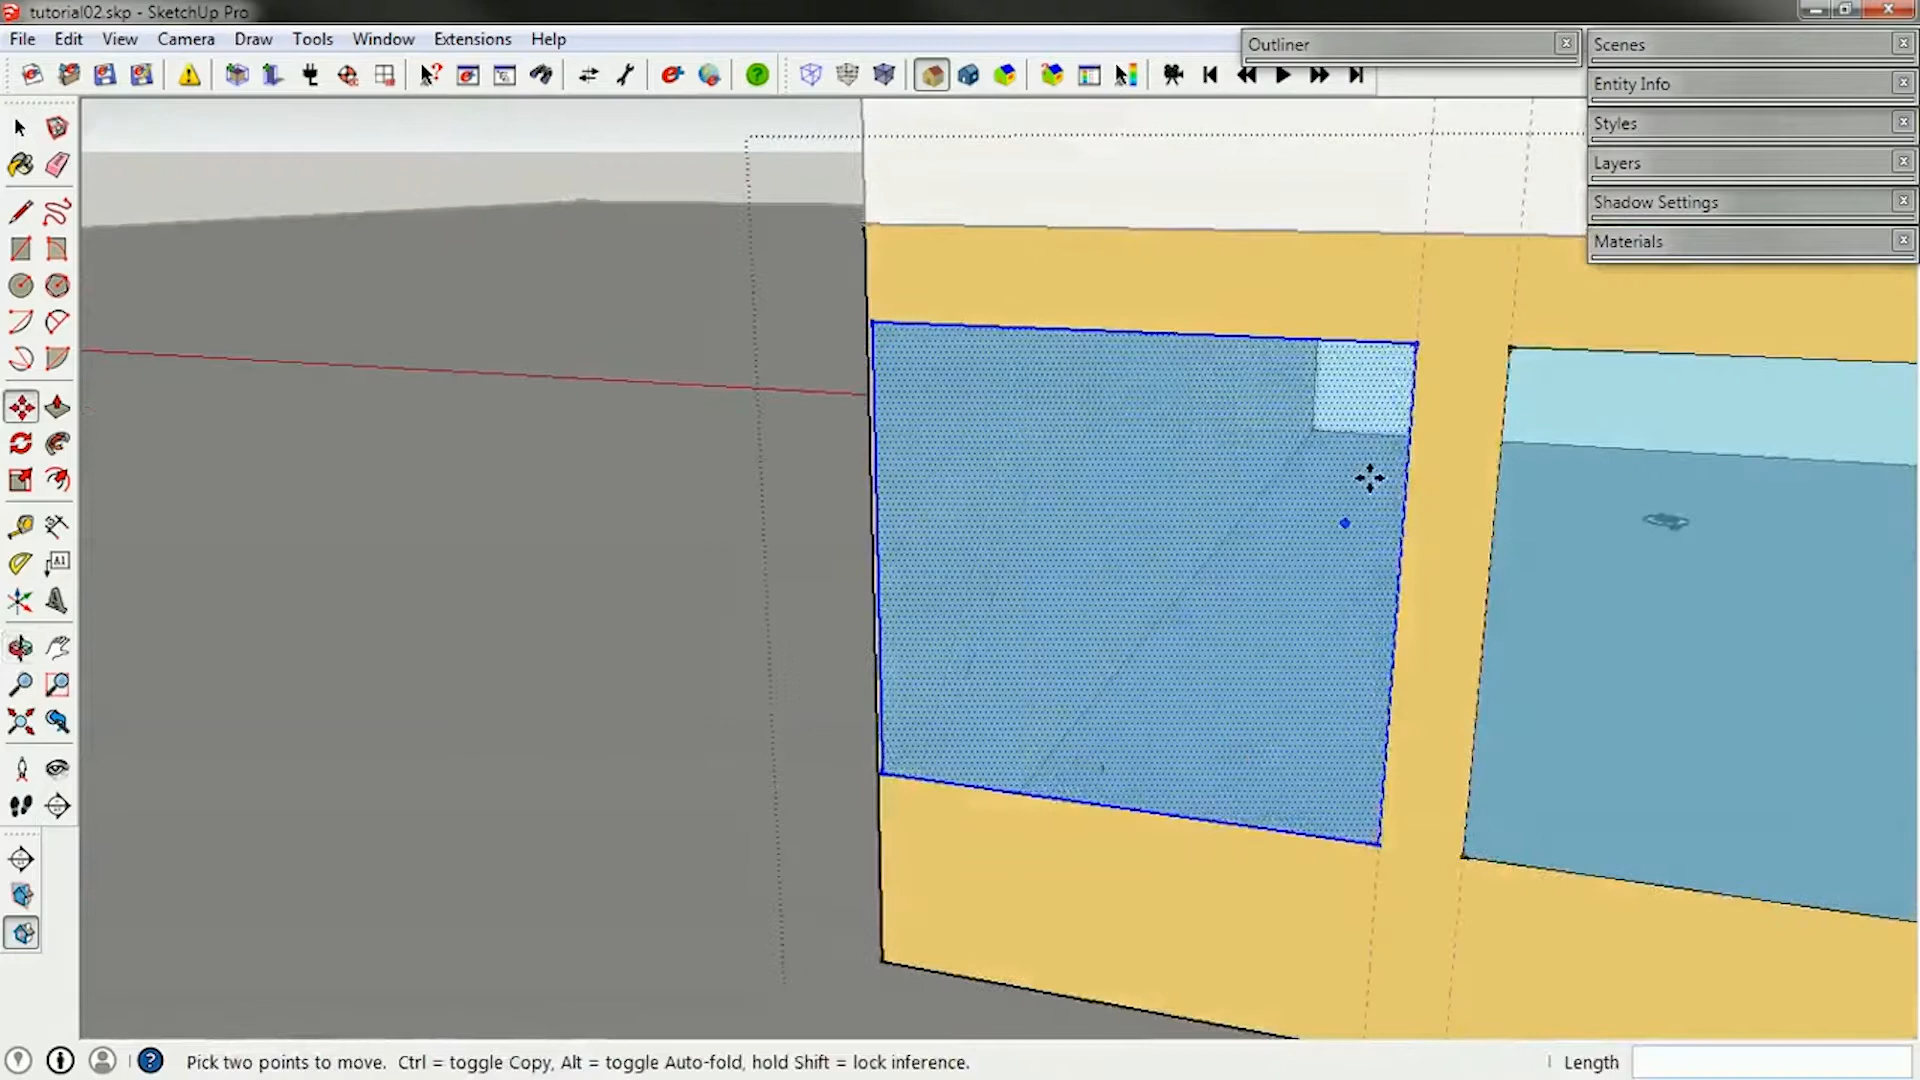 tutorial02.skp - SketchUp Pro
File Edit View Camera Draw Tools Window Extensions Help
Outliner
Scenes
Entity Info
Styles
Layers
Shadow Settings
Materials
A1
Pick two points to move. Ctrl = toggle Copy, Alt = toggle Auto-fold, hold Shift = lock inference.
Length